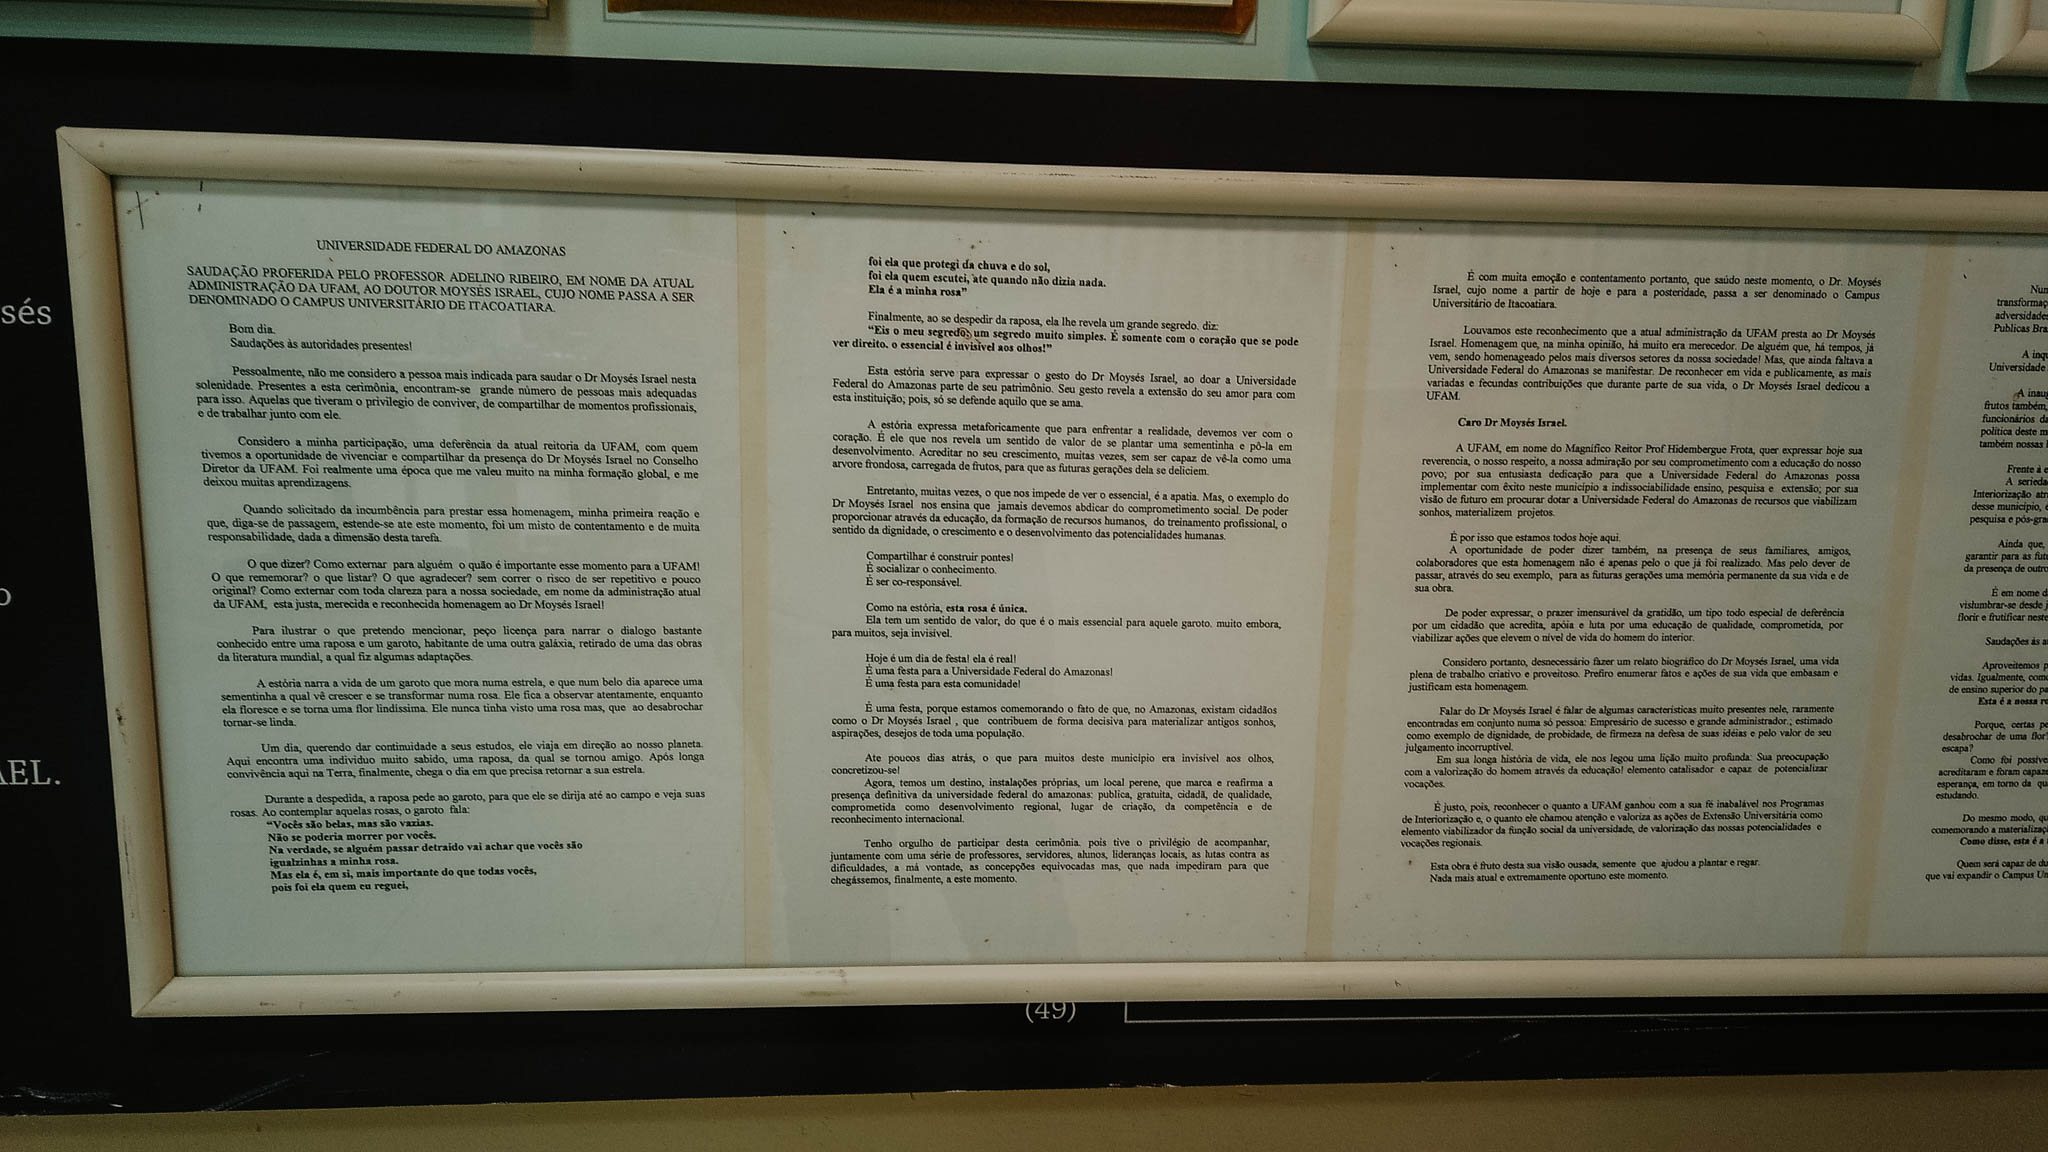 sés
o
AEL.
UNIVERSIDADE FEDERAL DO AMAZONAS
SAUDAÇÃO PROFERIDA PELO PROFESSOR ADELINO RIBEIRO, EM NOME DA ATUAL
ADMINISTRAÇÃO DA UFAM, AO DOUTOR MOYSÉS ISRAEL, CUJO NOME PASSA A SER
DENOMINADO O CAMPUS UNIVERSITÁRIO DE ITACOATIARA.
Bom dia.
Saudações às autoridades presentes!
Pessoalmente, não me considero a pessoa mais indicada para saudar o Dr Moysés Israel nesta
solenidade. Presentes a esta cerimônia, encontram-se grande número de pessoas mais adequadas
para isso. Aquelas que tiveram o privilegio de conviver, de compartilhar de momentos profissionais,
e de trabalhar junto com ele.
Considero a minha participação, uma deferência da atual reitoria da UFAM, com quem
tivemos a oportunidade de vivenciar e compartilhar da presença do Dr Moysés Israel no Conselho
Diretor da UFAM. Foi realmente uma época que me valeu muito na minha formação global, e me
deixou muitas aprendizagens.
Quando solicitado da incumbência para prestar essa homenagem, minha primeira reação e
que, diga-se de passagem, estende-se ate este momento, foi um misto de contentamento e de muita
responsabilidade, dada a dimensão desta tarefa.
O que dizer? Como externar para alguém o quão é importante esse momento para a UFAM!
O que rememorar? o que listar? O que agradecer? sem correr o risco de ser repetitivo e pouco
original? Como externar com toda clareza para a nossa sociedade, em nome da administração atual
da UFAM, esta justa, merecida e reconhecida homenagem ao Dr Moysés Israel!
Para ilustrar o que pretendo mencionar, peço licença para narrar o dialogo bastante
conhecido entre uma raposa e um garoto, habitante de uma outra galáxia, retirado de uma das obras
da literatura mundial, a qual fiz algumas adaptações.
A estória narra a vida de um garoto que mora numa estrela, e que num belo dia aparece uma
sementinha a qual vê crescer e se transformar numa rosa. Ele fica a observar atentamente, enquanto
ela floresce e se torna uma flor lindíssima. Ele nunca tinha visto uma rosa mas, que ao desabrochar
tornar-se linda.
Um dia, querendo dar continuidade a seus estudos, ele viaja em direção ao nosso planeta.
Aqui encontra uma individuo muito sabido, uma raposa, da qual se tornou amigo. Após longa
convivência aqui na Terra, finalmente, chega o dia em que precisa retornar a sua estrela.
Durante a despedida, a raposa pede ao garoto, para que ele se dirija até ao campo e veja suas
rosas. Ao contemplar aquelas rosas, o garoto fala:
“Vocês são belas, mas são vazias.
Não se poderia morrer por vocês.
Na verdade, se alguém passar detraído vai achar que vocês são
igualzinhas a minha rosa.
Mas ela é, em si, mais importante do que todas vocês,
pois foi ela quem eu reguei,
foi ela que protegi da chuva e do sol,
foi ela quem escutei, ate quando não dizia nada.
Ela é a minha rosa”
Finalmente, ao se despedir da raposa, ela lhe revela um grande segredo. diz:
“Eis o meu segredo: um segredo muito simples. É somente com o coração que se pode
ver direito. o essencial é invisível aos olhos!”
Esta estória serve para expressar o gesto do Dr Moysés Israel, ao doar a Universidade
Federal do Amazonas parte de seu patrimônio. Seu gesto revela a extensão do seu amor para com
esta instituição; pois, só se defende aquilo que se ama.
A estória expressa metaforicamente que para enfrentar a realidade, devemos ver com o
coração. É ele que nos revela um sentido de valor de se plantar uma sementinha e pô-la em
desenvolvimento. Acreditar no seu crescimento, muitas vezes, sem ser capaz de vê-la como uma
arvore frondosa, carregada de frutos, para que as futuras gerações dela se deliciem.
Entretanto, muitas vezes, o que nos impede de ver o essencial, é a apatia. Mas, o exemplo do
Dr Moysés Israel nos ensina que jamais devemos abdicar do comprometimento social. De poder
proporcionar através da educação, da formação de recursos humanos, do treinamento profissional, o
sentido da dignidade, o crescimento e o desenvolvimento das potencialidades humanas.
Compartilhar é construir pontes!
É socializar o conhecimento.
É ser co-responsável.
Como na estória, esta rosa é única.
Ela tem um sentido de valor, do que é o mais essencial para aquele garoto. muito embora,
para muitos, seja invisível.
Hoje é um dia de festa! ela é real!
É uma festa para a Universidade Federal do Amazonas!
É uma festa para esta comunidade!
É uma festa, porque estamos comemorando o fato de que, no Amazonas, existam cidadãos
como o Dr Moysés Israel , que contribuem de forma decisiva para materializar antigos sonhos,
aspirações, desejos de toda uma população.
Ate poucos dias atrás, o que para muitos deste município era invisível aos olhos,
concretizou-se!
Agora, temos um destino, instalações próprias, um local perene, que marca e reafirma a
presença definitiva da universidade federal do amazonas: publica, gratuita, cidadã, de qualidade,
comprometida como desenvolvimento regional, lugar de criação, da competência e de
reconhecimento internacional.
Tenho orgulho de participar desta cerimônia. pois tive o privilégio de acompanhar,
juntamente com uma série de professores, servidores, alunos, lideranças locais, as lutas contra as
dificuldades, a má vontade, as concepções equivocadas mas, que nada impediram para que
chegássemos, finalmente, a este momento.
É com muita emoção e contentamento portanto, que saúdo neste momento, o Dr. Moysés
Israel, cujo nome a partir de hoje e para a posteridade, passa a ser denominado o Campus
Universitário de Itacoatiara.
Louvamos este reconhecimento que a atual administração da UFAM presta ao Dr Moysés
Israel. Homenagem que, na minha opinião, há muito era merecedor. De alguém que, há tempos, já
vem, sendo homenageado pelos mais diversos setores da nossa sociedade! Mas, que ainda faltava a
Universidade Federal do Amazonas se manifestar. De reconhecer em vida e publicamente, as mais
variadas e fecundas contribuições que durante parte de sua vida, o Dr Moysés Israel dedicou a
UFAM.
Caro Dr Moysés Israel.
A UFAM, em nome do Magnífico Reitor Prof Hidembergue Frota, quer expressar hoje sua
reverencia, o nosso respeito, a nossa admiração por seu comprometimento com a educação do nosso
povo; por sua entusiasta dedicação para que a Universidade Federal do Amazonas possa
implementar com êxito neste município a indissociabilidade ensino, pesquisa e extensão; por sua
visão de futuro em procurar dotar a Universidade Federal do Amazonas de recursos que viabilizam
sonhos, materializem projetos.
É por isso que estamos todos hoje aqui.
A oportunidade de poder dizer também, na presença de seus familiares, amigos,
colaboradores que esta homenagem não é apenas pelo o que já foi realizado. Mas pelo dever de
passar, através do seu exemplo, para as futuras gerações uma memória permanente da sua vida e de
sua obra.
De poder expressar, o prazer imensurável da gratidão, um tipo todo especial de deferência
por um cidadão que acredita, apóia e luta por uma educação de qualidade, comprometida, por
viabilizar ações que elevem o nível de vida do homem do interior.
Considero portanto, desnecessário fazer um relato biográfico do Dr Moysés Israel, uma vida
plena de trabalho criativo e proveitoso. Prefiro enumerar fatos e ações de sua vida que embasam e
justificam esta homenagem.
Falar do Dr Moysés Israel é falar de algumas características muito presentes nele, raramente
encontradas em conjunto numa só pessoa: Empresário de sucesso e grande administrador.; estimado
como exemplo de dignidade, de probidade, de firmeza na defesa de suas idéias e pelo valor de seu
julgamento incorruptível.
Em sua longa história de vida, ele nos legou uma lição muito profunda: Sua preocupação
com a valorização do homem através da educação! elemento catalisador e capaz de potencializar
vocações.
É justo, pois, reconhecer o quanto a UFAM ganhou com a sua fé inabalável nos Programas
de Interiorização e, o quanto ele chamou atenção e valoriza as ações de Extensão Universitária como
elemento viabilizador da função social da universidade, de valorização das nossas potencialidades e
vocações regionais.
Esta obra é fruto desta sua visão ousada, semente que ajudou a plantar e regar.
Nada mais atual e extremamente oportuno este momento.
Nun
transformaç
adversidades
Publicas Bra
A inqu
Universidade
A inaug
frutos também,
funcionários da
política deste m
também nossas l
Frente à e
A seriedad
Interiorização atr
desse município, e
pesquisa e pós-gra
Ainda que,
garantir para as fut
da presença de outro
É em nome d
vislumbrar-se desde j
florir e frutificar neste
Saudações às a
Aproveitemos p
vidas. Igualmente, como
de ensino superior do pa
Esta é a nossa ro
Porque, certas pe
desabrochar de uma flor?
escapa?
Como foi possíve
acreditaram e foram capaze
esperança, em torno da qu
estudando.
Do mesmo modo, qu
comemorando a materializaç
Como disse, esta é a
Quem será capaz de du
que vai expandir o Campus Un
(49)